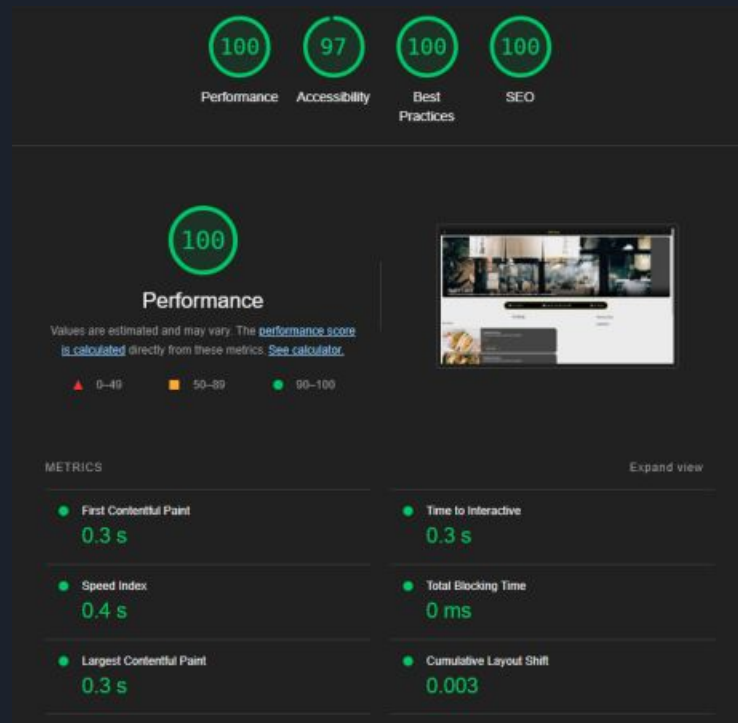 100
97
100
100
Performance
Accessibility
Best
Practices
SEO
100
Performance
Values are estimated and may vary. The performance score
is calculated directly from these metrics. See calculator.
0–49
50–89
90–100
METRICS
Expand view
First Contentful Paint
0.3 s
Time to Interactive
0.3 s
Speed Index
0.4 s
Total Blocking Time
0 ms
Largest Contentful Paint
0.3 s
Cumulative Layout Shift
0.003